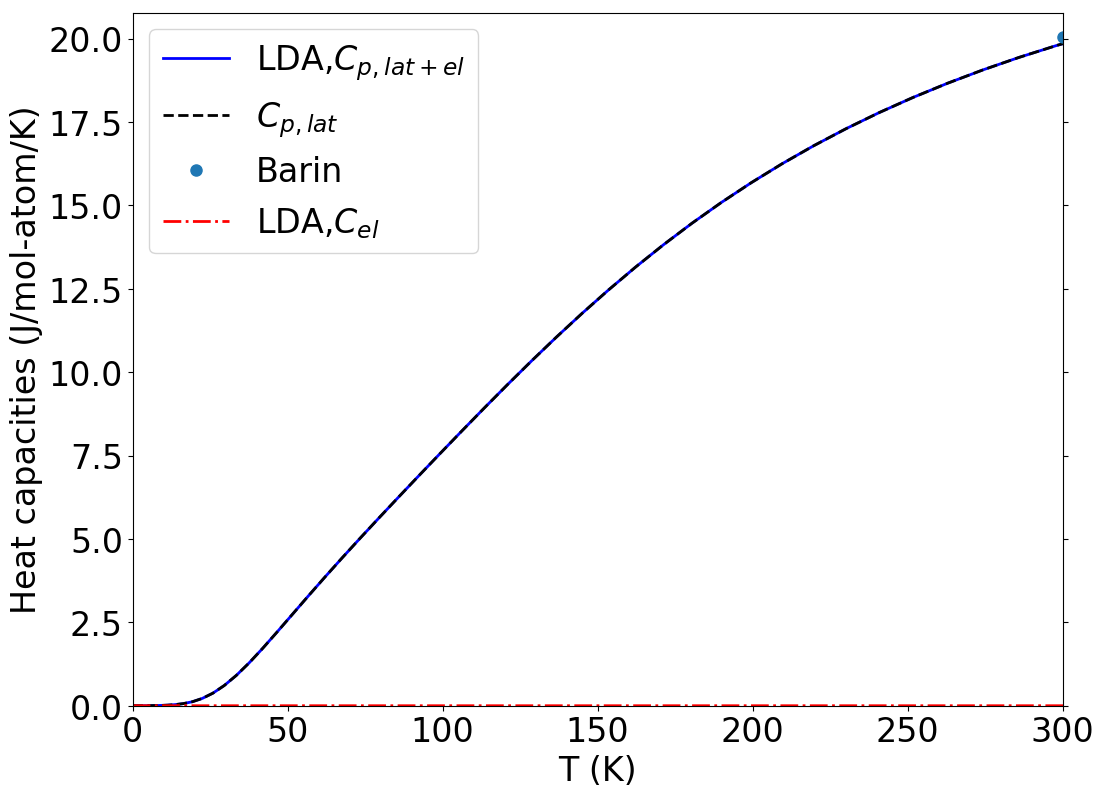 LDA,C_{p, lat+el}
C_{p, lat}
Barin
LDA,C_{el}
Heat capacities (J/mol-atom/K)
20.0
17.5
15.0
12.5
10.0
7.5
5.0
2.5
0.0
0 50 100 150 200 250 300
T (K)